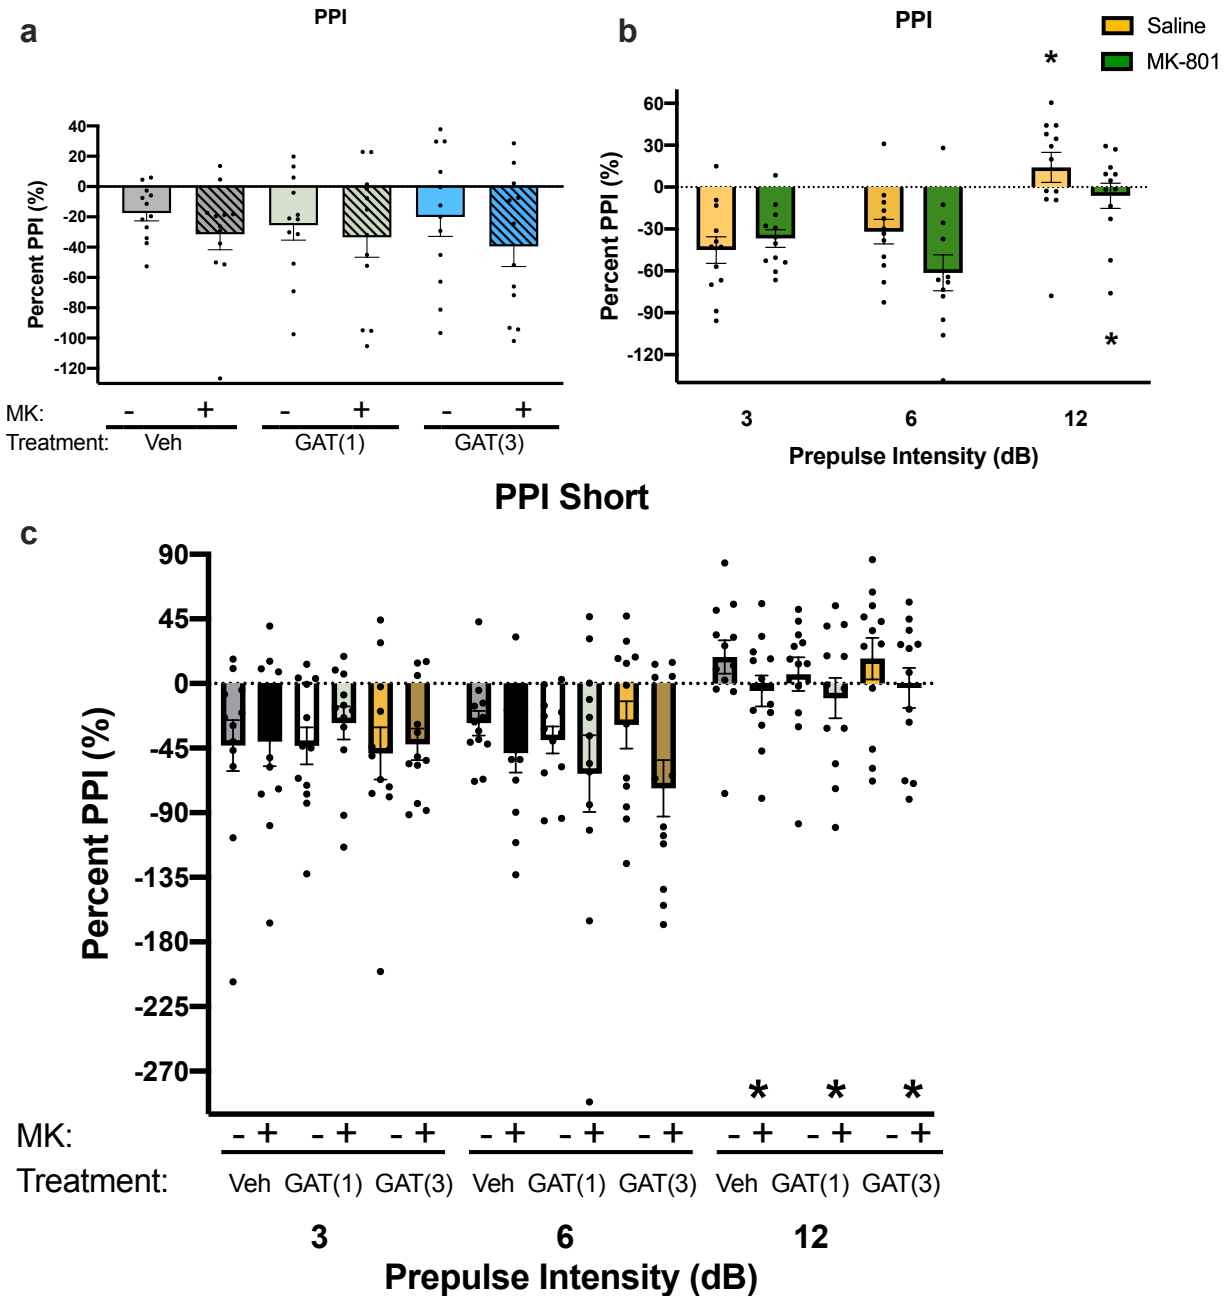 a
PPI
40
20
0
-20
-40
-60
-80
-100
-120
Percent PPI (%)
MK: - + - + - +
Treatment: Veh GAT(1) GAT(3)
b
PPI
Saline
MK-801
*
60
30
0
-30
-60
-90
-120
Percent PPI (%)
*
3 6 12
Prepulse Intensity (dB)
PPI Short
c
90
45
0
-45
-90
-135
-180
-225
-270
Percent PPI (%)
* * *
MK: - + - + - + - + - + - + - + - + - +
Treatment: Veh GAT(1) GAT(3) Veh GAT(1) GAT(3) Veh GAT(1) GAT(3)
3 6 12
Prepulse Intensity (dB)